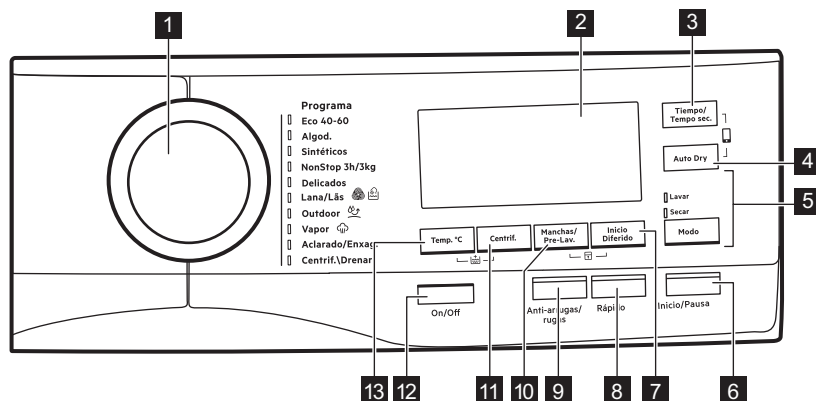 1
2
3
Programa
Eco 40-60
Algod.
Sintéticos
NonStop 3h/3kg
Delicados
Lana/Lãs
Outdoor
Vapor
Aclarado/Enxag
Centrif.\Drenar
Tiempo/
Tempo sec.
Auto Dry
4
5
Lavar
Secar
Modo
Temp. °C
Centrif.
Manchas/
Pre-Lav.
Inicio
Diferido
On/Off
Anti-arrugas/
rugas
Rápido
Inicio/Pausa
13
12
11
10
9
8
7
6